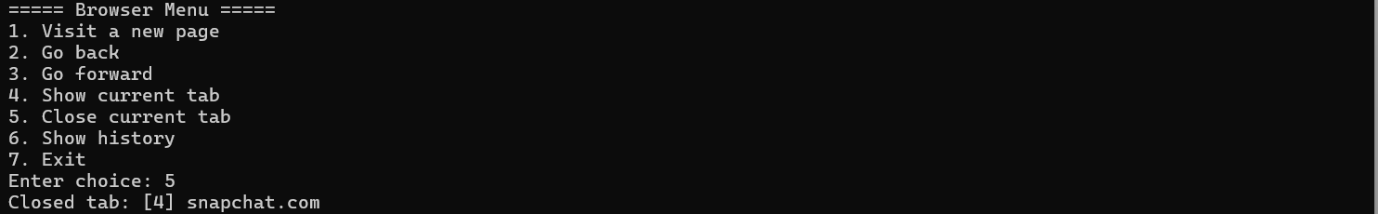 ===== Browser Menu =====
1. Visit a new page
2. Go back
3. Go forward
4. Show current tab
5. Close current tab
6. Show history
7. Exit
Enter choice: 5
Closed tab: [4] snapchat.com